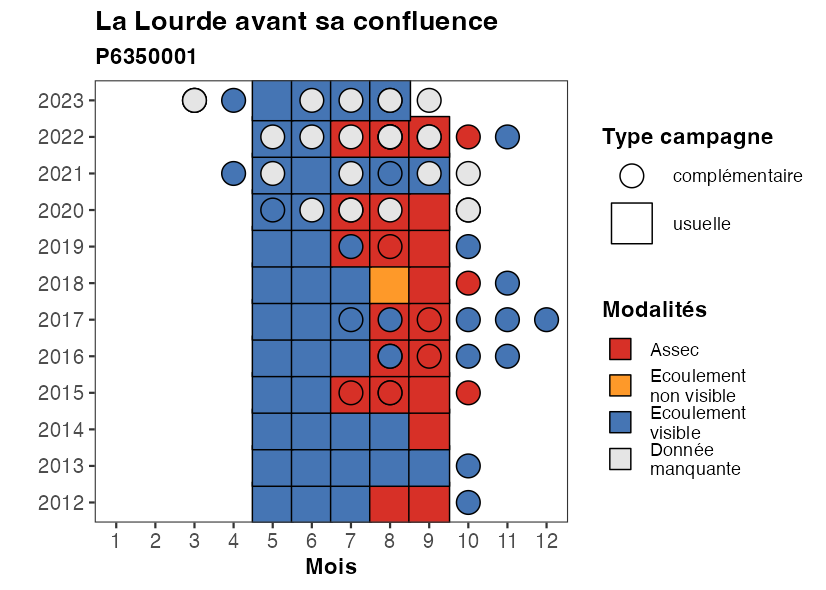 La Lourde avant sa confluence
P6350001
2023
2022
2021
2020
2019
2018
2017
2016
2015
2014
2013
2012
1 2 3 4 5 6 7 8 9 10 11 12
Mois
Type campagne
complémentaire
usuelle
Modalités
Assec
Ecoulement
non visible
Ecoulement
visible
Donnée
manquante